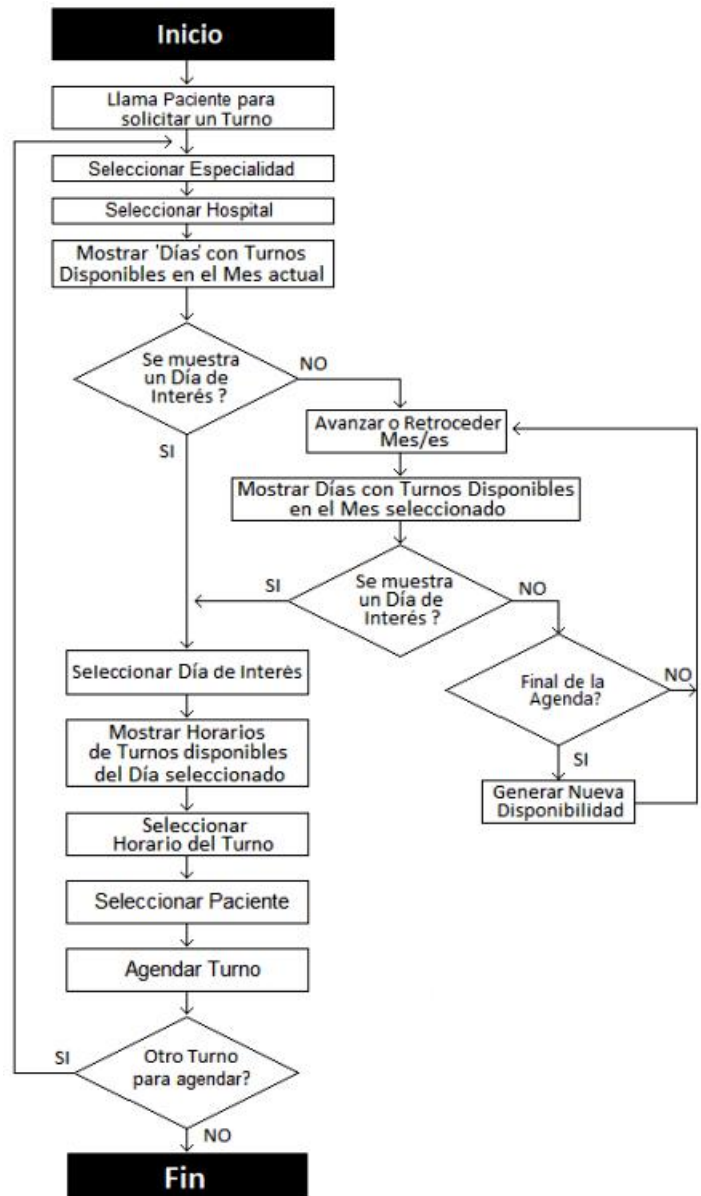 Inicio
Llama Paciente para
solicitar un Turno
Seleccionar Especialidad
Seleccionar Hospital
Mostrar 'Días' con Turnos
Disponibles en el Mes actual
Se muestra
un Día de
Interés ?
NO
SI
Avanzar o Retroceder
Mes/es
Mostrar Días con Turnos Disponibles
en el Mes seleccionado
SI
Se muestra
un Día de
Interés ?
NO
Final de la
Agenda?
NO
SI
Generar Nueva
Disponibilidad
Seleccionar Día de Interés
Mostrar Horarios
de Turnos disponibles
del Día seleccionado
Seleccionar
Horario del Turno
Seleccionar Paciente
Agendar Turno
SI
Otro Turno
para agendar?
NO
Fin